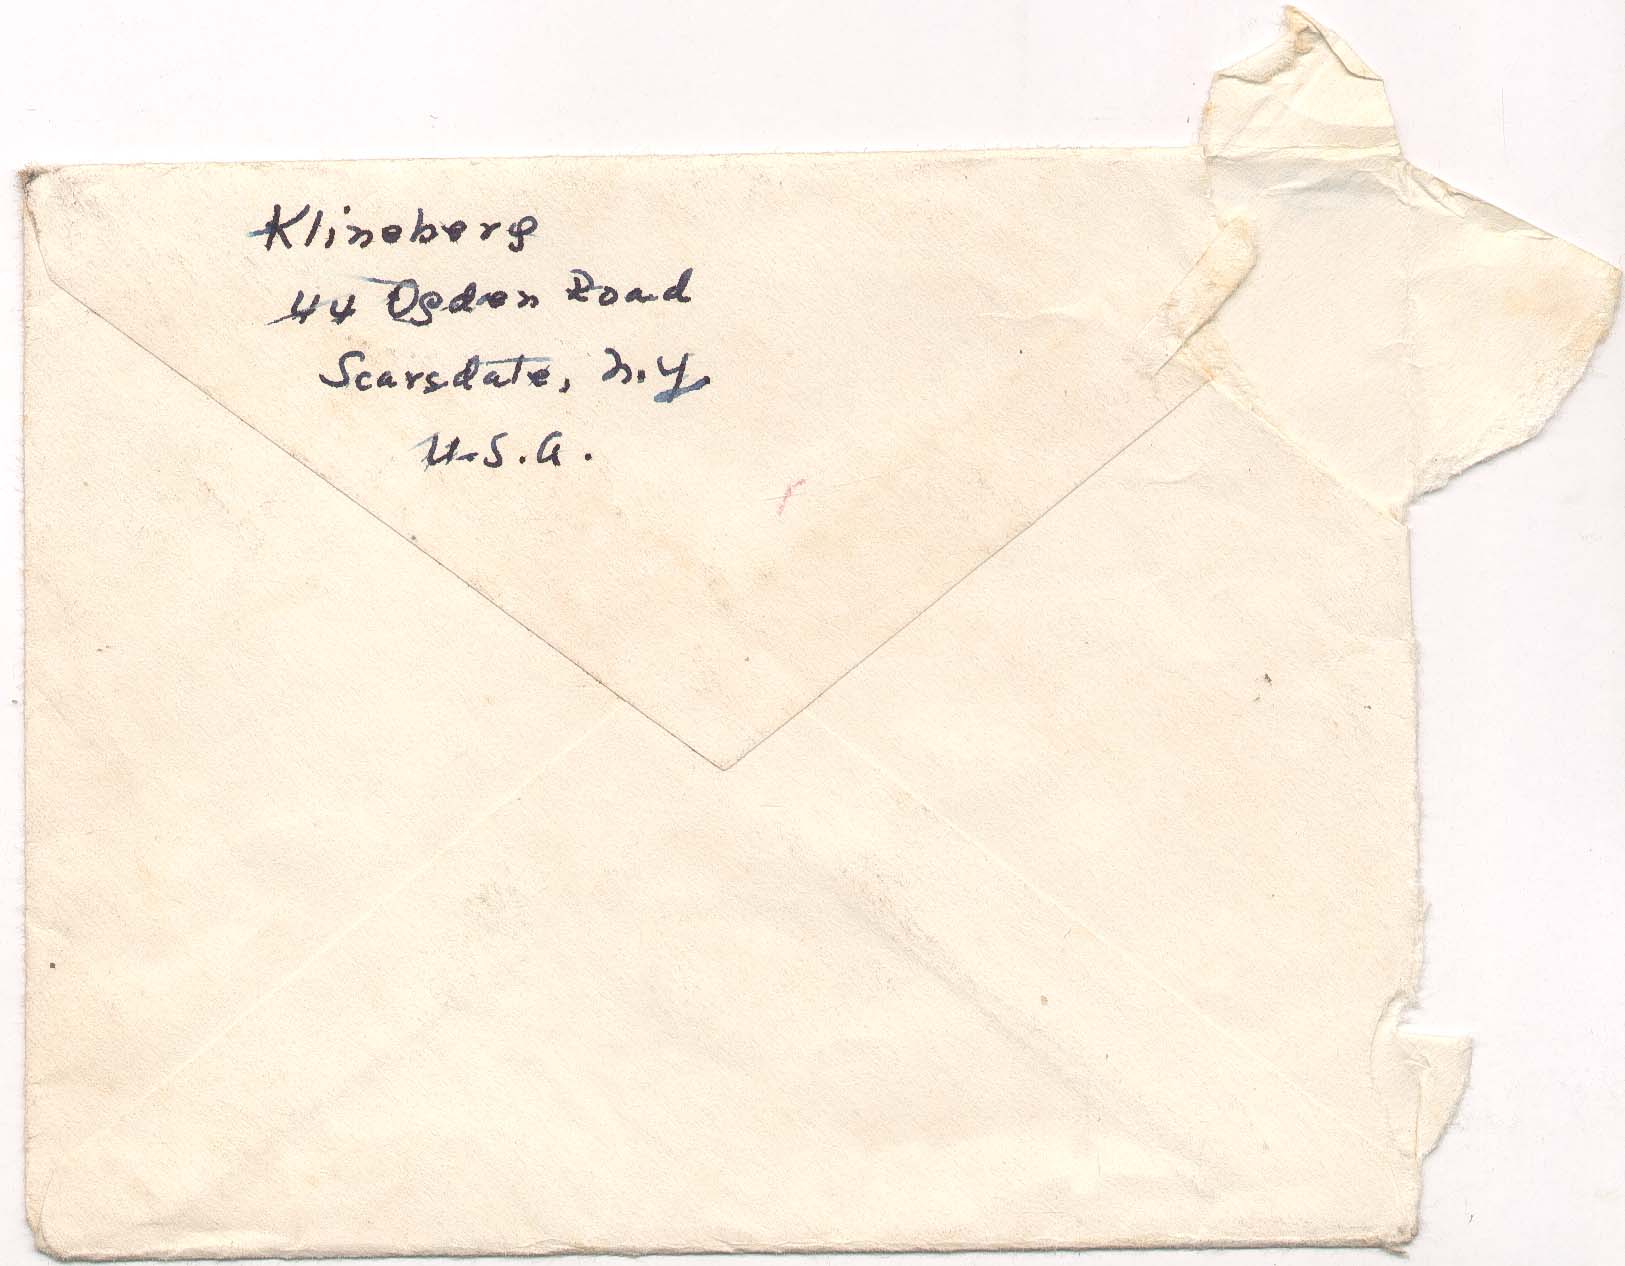 Klineberg
44 Ogden Road
Scarsdale, N.Y.
U.S.A.